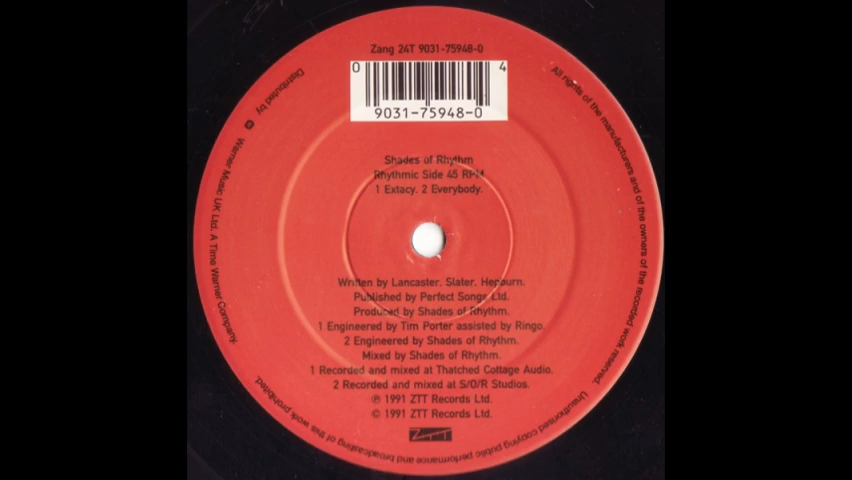 Zang 24T 9031-75948-0
0 4
9031-75948-0
Shades of Rhythm
Rhythmic Side 45 RPM
1 Extacy. 2 Everybody.
Written by Lancaster. Slater. Hepburn.
Published by Perfect Songs Ltd.
Produced by Shades of Rhythm.
1 Engineered by Tim Porter assisted by Ringo.
2 Engineered by Shades of Rhythm.
Mixed by Shades of Rhythm.
1 Recorded and mixed at Thatched Cottage Audio.
2 Recorded and mixed at S/O/R Studios.
℗ 1991 ZTT Records Ltd.
© 1991 ZTT Records Ltd.
All rights of the manufacturers and of the owners of the recorded work reserved. Unauthorised copying public performance and broadcasting of this work prohibited.
Distributed by Warner Music UK Ltd. A Time Warner Company.